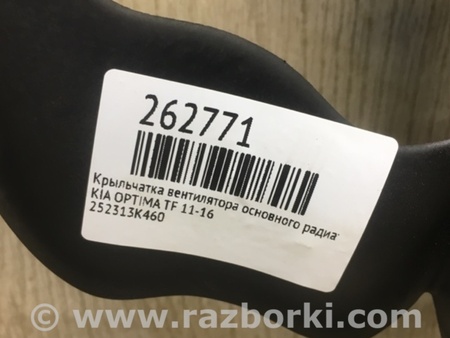 262771
Крыльчатка вентилятора основного радиа
KIA OPTIMA TF 11-16
252313K460
© www.razborki.com